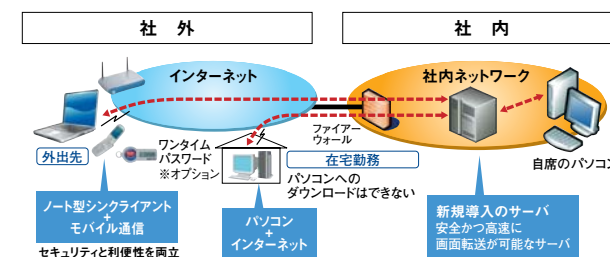 社 外
社 内
インターネット
社内ネットワーク
外出先
ワンタイム
パスワード
※オプション
ファイアー
ウォール
在宅勤務
パソコンへの
ダウンロードはできない
自席のパソコン
ノート型シンクライアント
+
モバイル通信
セキュリティと利便性を両立
パソコン
+
インターネット
新規導入のサーバ
安全かつ高速に
画面転送が可能なサーバ